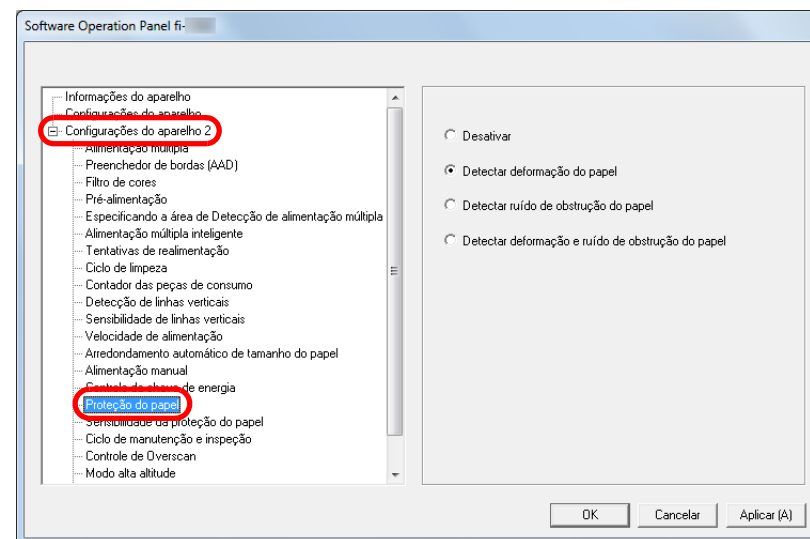 Software Operation Panel fi-
Informações do aparelho
Configurações do aparelho
Configurações do aparelho 2
Alimentação múltipla
Preenchedor de bordas (AAD)
Filtro de cores
Pré-alimentação
Especificando a área de Detecção de alimentação múltipla
Alimentação múltipla inteligente
Tentativas de realimentação
Ciclo de limpeza
Contador das peças de consumo
Detecção de linhas verticais
Sensibilidade de linhas verticais
Velocidade de alimentação
Arredondamento automático de tamanho do papel
Alimentação manual
Controle da chave de energia
Proteção do papel
Sensibilidade da proteção do papel
Ciclo de manutenção e inspeção
Controle de Overscan
Modo alta altitude
Desativar
Detectar deformação do papel
Detectar ruído de obstrução do papel
Detectar deformação e ruído de obstrução do papel
OK
Cancelar
Aplicar (A)